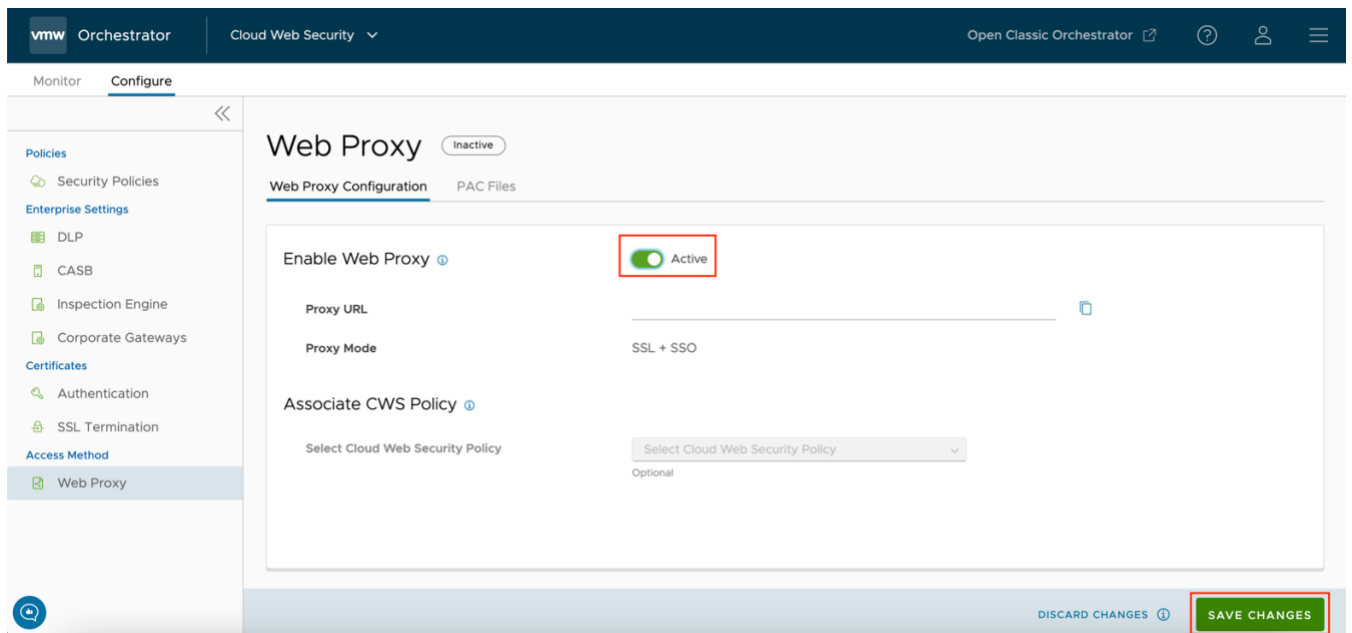 vmw Orchestrator Cloud Web Security Open Classic Orchestrator
Monitor Configure
Policies
Security Policies
Enterprise Settings
DLP
CASB
Inspection Engine
Corporate Gateways
Certificates
Authentication
SSL Termination
Access Method
Web Proxy
Web Proxy Inactive
Web Proxy Configuration PAC Files
Enable Web Proxy Active
Proxy URL
Proxy Mode SSL + SSO
Associate CWS Policy
Select Cloud Web Security Policy Select Cloud Web Security Policy
Optional
DISCARD CHANGES SAVE CHANGES